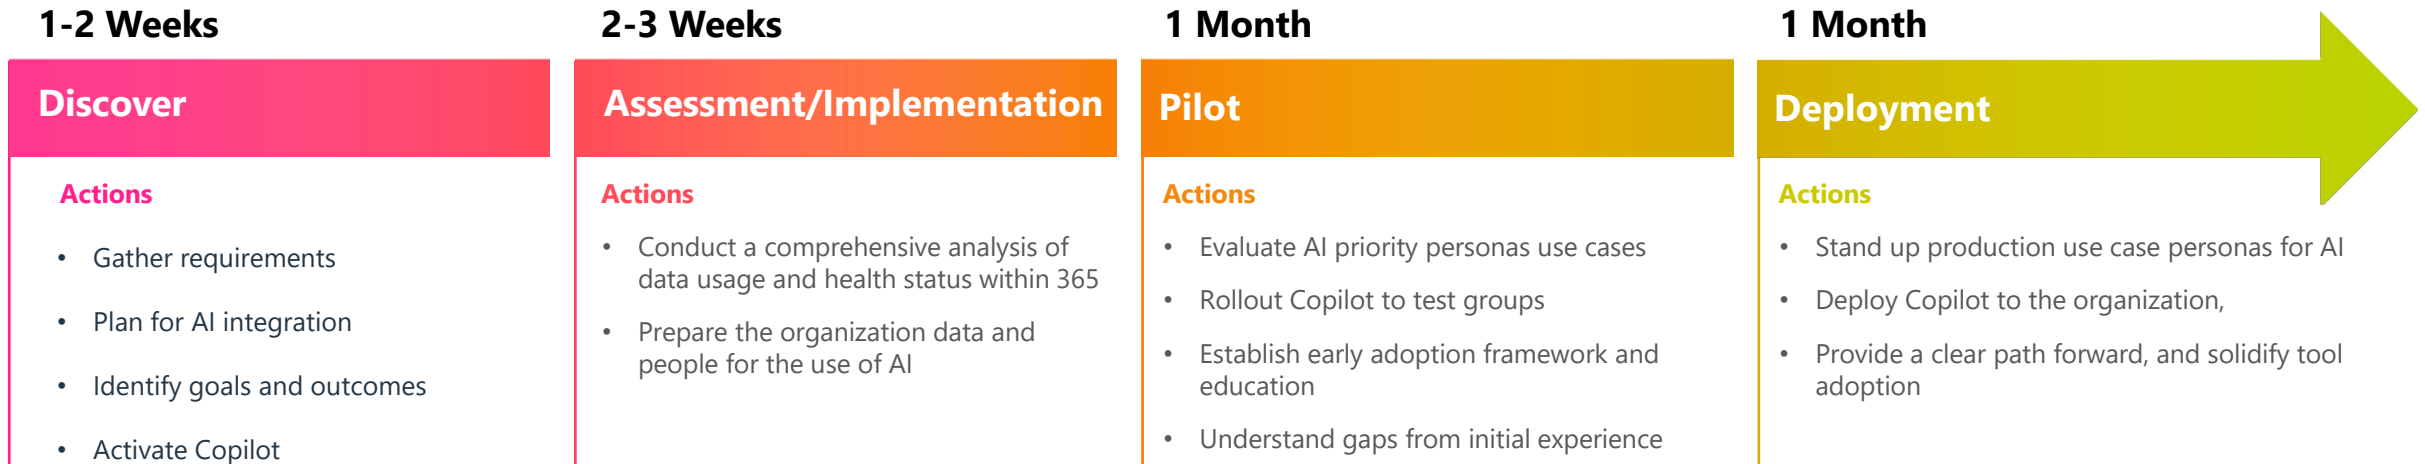 1-2 Weeks
Discover
Actions
• Gather requirements
• Plan for AI integration
• Identify goals and outcomes
• Activate Copilot
2-3 Weeks
Assessment/Implementation
Actions
• Conduct a comprehensive analysis of
data usage and health status within 365
• Prepare the organization data and
people for the use of AI
1 Month
Pilot
Actions
• Evaluate AI priority personas use cases
• Rollout Copilot to test groups
• Establish early adoption framework and
education
• Understand gaps from initial experience
1 Month
Deployment
Actions
• Stand up production use case personas for AI
• Deploy Copilot to the organization,
• Provide a clear path forward, and solidify tool
adoption